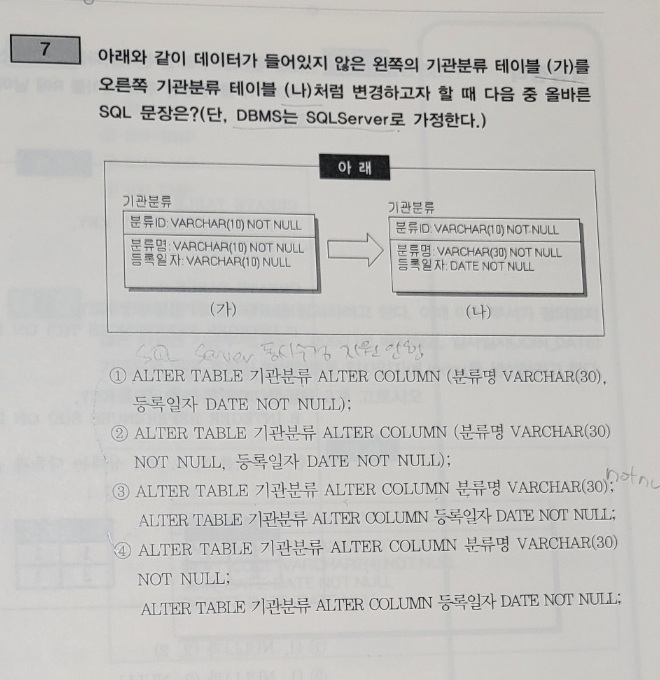 7
아래와 같이 데이터가 들어있지 않은 왼쪽의 기관분류 테이블 (가)를
오른쪽 기관분류 테이블 (나)처럼 변경하고자 할 때 다음 중 올바른
SQL 문장은?(단, DBMS는 SQLServer로 가정한다.)
아 래
기관분류
분류ID: VARCHAR(10) NOT NULL
분류명: VARCHAR(10) NOT NULL
등록일자: VARCHAR(10) NULL
(가)
기관분류
분류ID: VARCHAR(10) NOT NULL
분류명: VARCHAR(30) NOT NULL
등록일자: DATE NOT NULL
(나)
SQL Server 동시수정 지원 안함
① ALTER TABLE 기관분류 ALTER COLUMN (분류명 VARCHAR(30),
등록일자 DATE NOT NULL);
② ALTER TABLE 기관분류 ALTER COLUMN (분류명 VARCHAR(30)
NOT NULL, 등록일자 DATE NOT NULL);
③ ALTER TABLE 기관분류 ALTER COLUMN 분류명 VARCHAR(30);
ALTER TABLE 기관분류 ALTER COLUMN 등록일자 DATE NOT NULL;
④ ALTER TABLE 기관분류 ALTER COLUMN 분류명 VARCHAR(30)
NOT NULL;
ALTER TABLE 기관분류 ALTER COLUMN 등록일자 DATE NOT NULL;